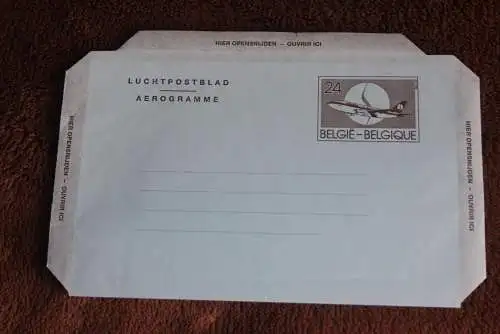 HIER OPENSNIJDEN - OUVRIR ICI
LUCHTPOSTBLAD
AEROGRAMME
24
BELGIË-BELGIQUE
HIER OPENSNIJDEN - OUVRIR ICI
HIER OPENSNIJDEN - OUVRIR ICI